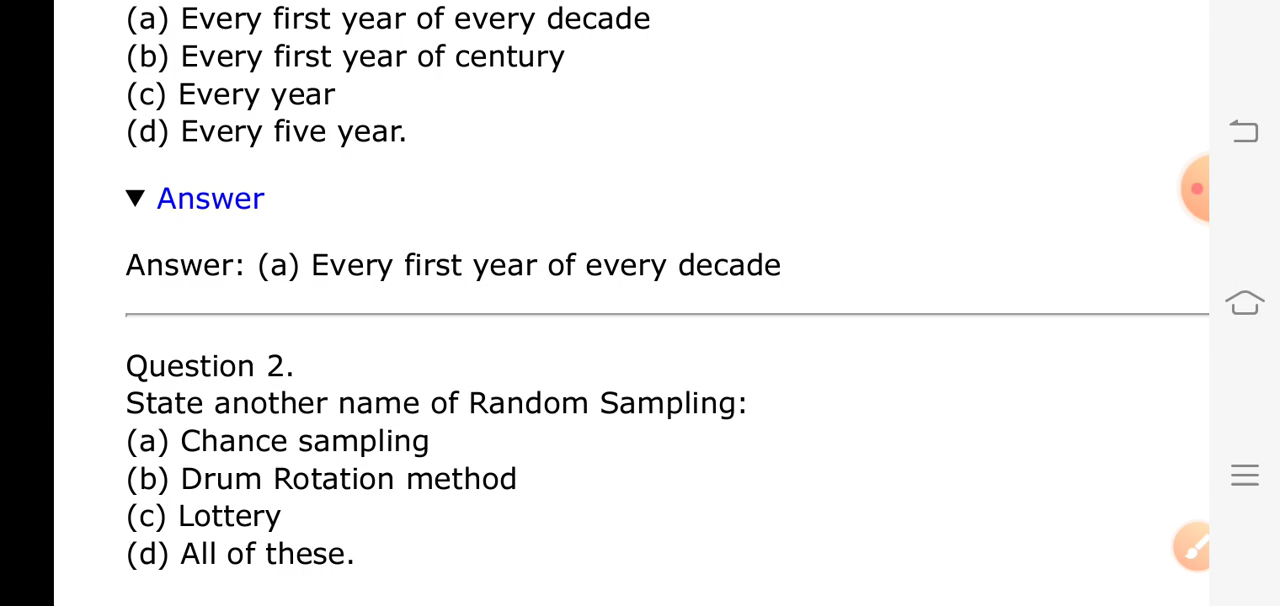 (a) Every first year of every decade
(b) Every first year of century
(c) Every year
(d) Every five year.
▼ Answer
Answer: (a) Every first year of every decade
Question 2.
State another name of Random Sampling:
(a) Chance sampling
(b) Drum Rotation method
(c) Lottery
(d) All of these.